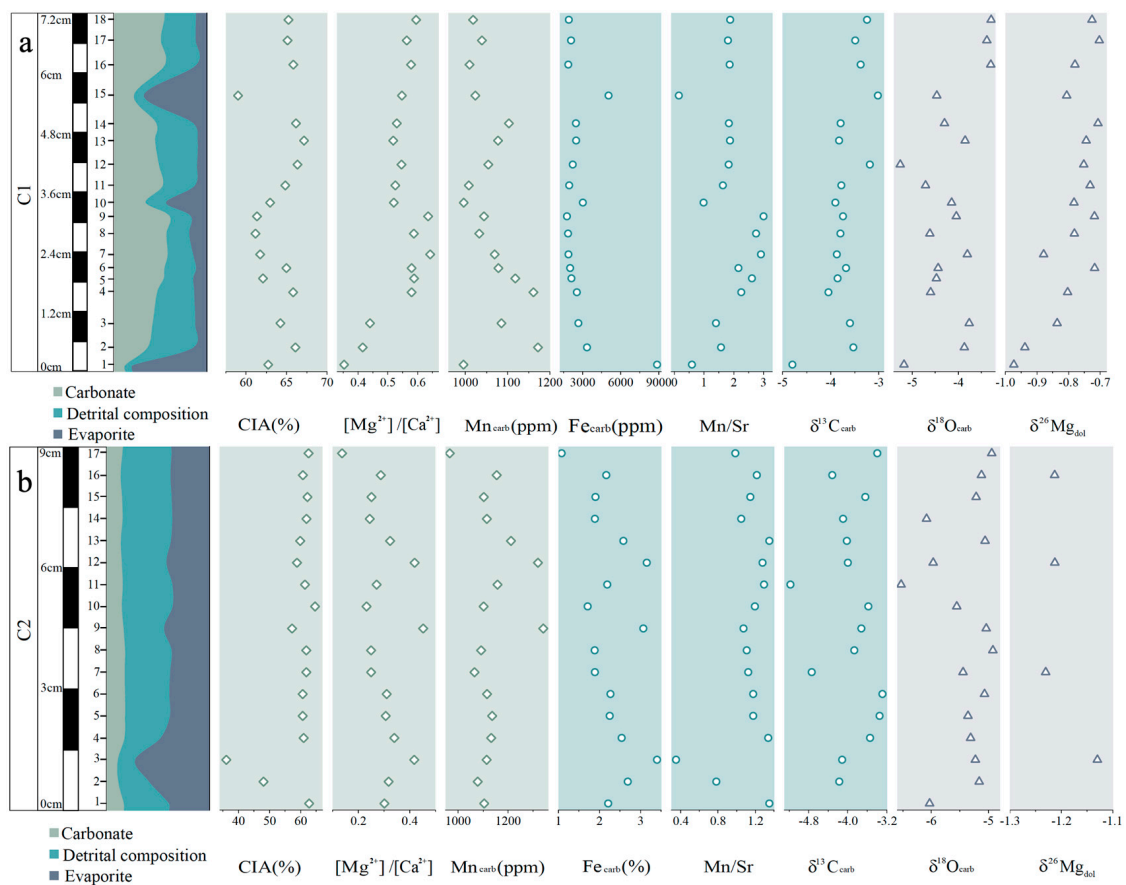 a
C1
7.2cm
6cm
4.8cm
3.6cm
2.4cm
1.2cm
0cm
18
17
16
15
14
13
12
11
10
9
8
7
6
5
4
3
2
1
60 65 70
0.4 0.5 0.6
1000 1100 1200
3000 6000 9000
0 1 2 3
-5 -4 -3
-5 -4 -3
-1.0 -0.9 -0.8 -0.7
Carbonate
Detrital composition
Evaporite
CIA(%)
[Mg²⁺]/[Ca²⁺]
Mncarb(ppm)
Fecarb(ppm)
Mn/Sr
δ¹³Ccarb
δ¹⁸Ocarb
δ²⁶Mgdol
b
C2
9cm
6cm
3cm
0cm
17
16
15
14
13
12
11
10
9
8
7
6
5
4
3
2
1
40 60
0.2 0.4
1000 1200
1 2 3
0.4 0.8 1.2
-4.8 -4.0 -3.2
-6 -5
-1.3 -1.2 -1.1
Carbonate
Detrital composition
Evaporite
CIA(%)
[Mg²⁺]/[Ca²⁺]
Mncarb(ppm)
Fecarb(%)
Mn/Sr
δ¹³Ccarb
δ¹⁸Ocarb
δ²⁶Mgdol